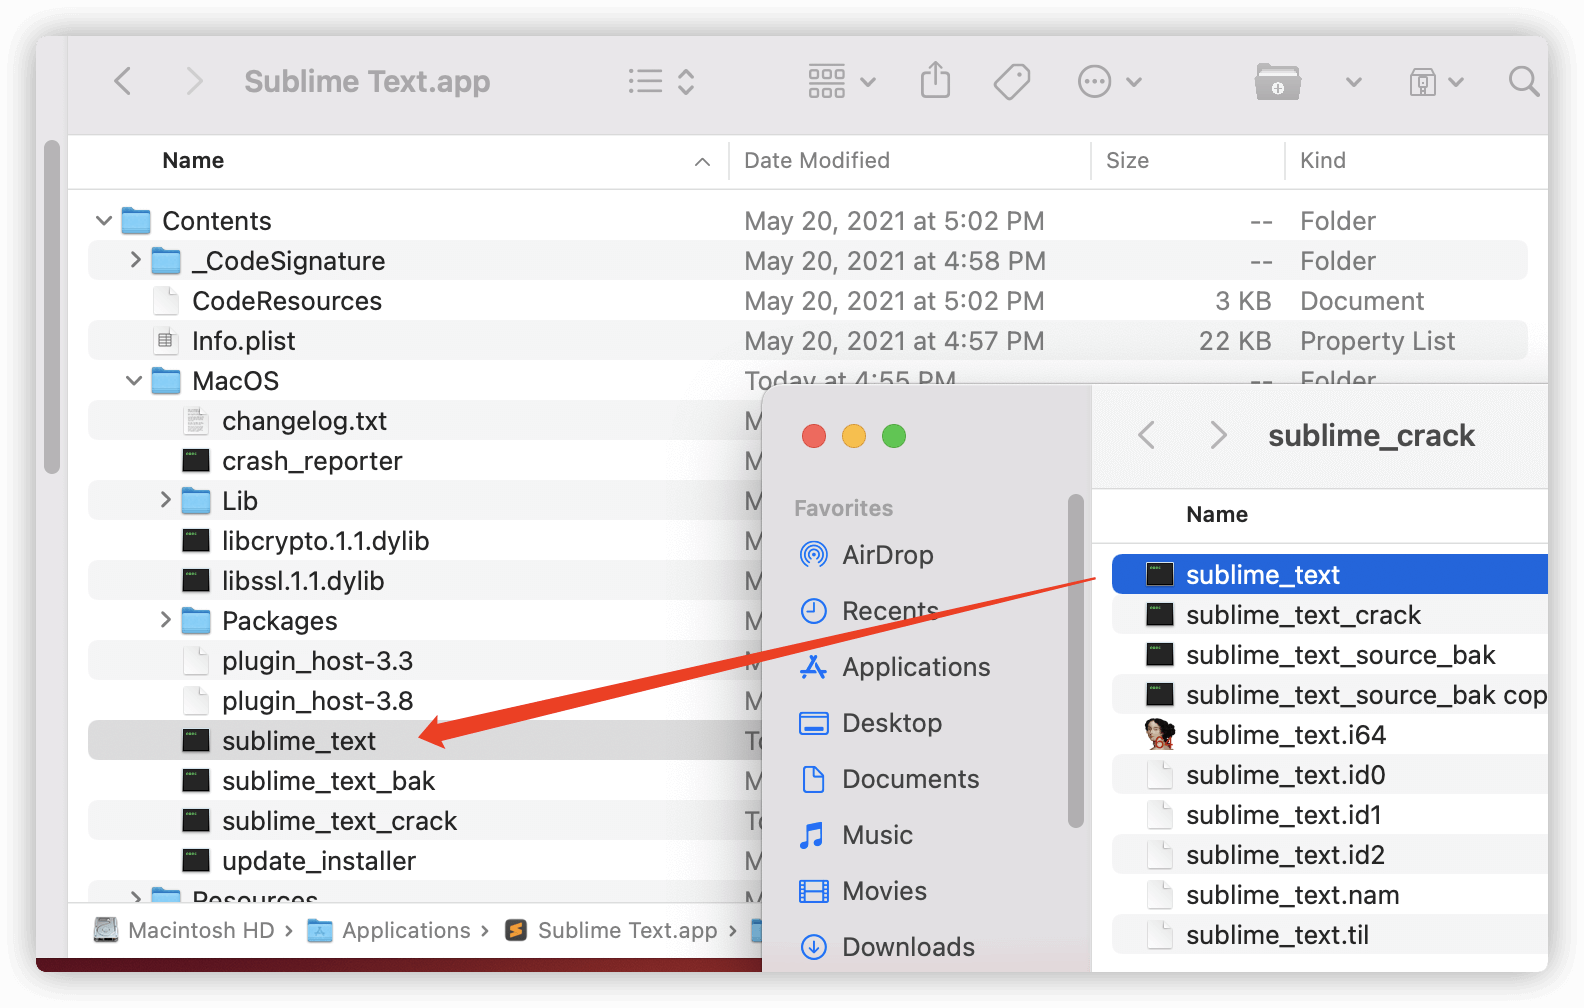 Sublime Text.app
Name Date Modified Size Kind
Contents May 20, 2021 at 5:02 PM -- Folder
_CodeSignature May 20, 2021 at 4:58 PM -- Folder
CodeResources May 20, 2021 at 5:02 PM 3 KB Document
Info.plist May 20, 2021 at 4:57 PM 22 KB Property List
MacOS Today at 4:55 PM -- Folder
changelog.txt
crash_reporter
Lib
libcrypto.1.1.dylib
libssl.1.1.dylib
Packages
plugin_host-3.3
plugin_host-3.8
sublime_text
sublime_text_bak
sublime_text_crack
update_installer
Resources
Macintosh HD › Applications › Sublime Text.app ›
Favorites
AirDrop
Recents
Applications
Desktop
Documents
Music
Movies
Downloads
sublime_crack
Name
sublime_text
sublime_text_crack
sublime_text_source_bak
sublime_text_source_bak cop
sublime_text.i64
sublime_text.id0
sublime_text.id1
sublime_text.id2
sublime_text.nam
sublime_text.til